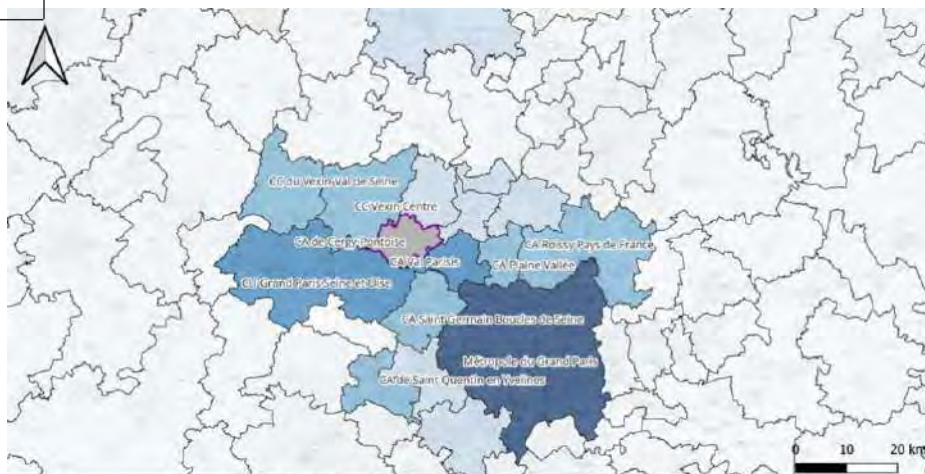 CC du Vexin-Val de Seine
CC Vexin Centre
CA de Cergy-Pontoise
CA Roissy Pays de France
CA Val Parisis
CA Plaine Vallée
CU Grand Paris Seine et Oise
CA Saint Germain Boucles de Seine
Métropole du Grand Paris
CA de Saint Quentin en Yvelines
0 10 20 km